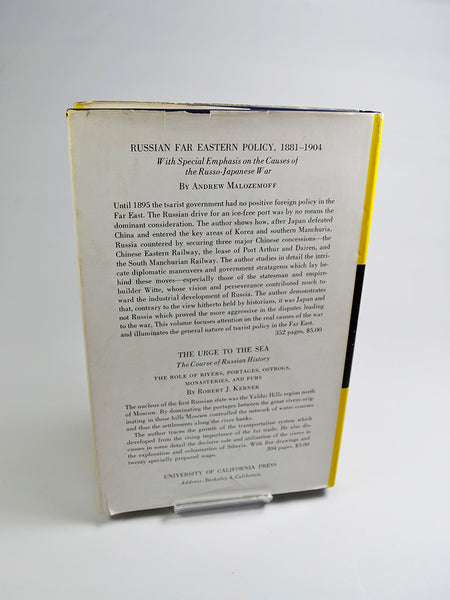 RUSSIAN FAR EASTERN POLICY, 1881–1904
With Special Emphasis on the Causes of
the Russo-Japanese War
By Andrew Malozemoff
Until 1895 the tsarist government had no positive foreign policy in the
Far East. The Russian drive for an ice-free port was by no means the
dominant consideration. The author shows how, after Japan defeated
China and entered the key areas of Korea and southern Manchuria,
Russia countered by securing three major Chinese concessions—the
Chinese Eastern Railway, the lease of Port Arthur and Dairen, and
the South Manchurian Railway. The author studies in detail the intri-
cate diplomatic maneuvers and government stratagems which lay be-
hind these moves—especially those of the statesman and empire-
builder Witte, whose vision and perseverance contributed much to-
ward the industrial development of Russia. The author demonstrates
that, contrary to the view hitherto held by historians, it was Japan and
not Russia which proved the more aggressive in the disputes leading
to the war. This volume focuses attention on the real causes of the war
and illuminates the general nature of tsarist policy in the Far East.
352 pages, $5.00
THE URGE TO THE SEA
The Course of Russian History
THE ROLE OF RIVERS, PORTAGES, OSTROGS,
MONASTERIES, AND FURS
By Robert J. Kerner
The nucleus of the first Russian state was the Valdai Hills region north
of Moscow. By dominating the portages between the great rivers orig-
inating in those hills Moscow controlled the network of water courses
and thus the settlements along the river banks.
The author traces the growth of the transportation system which
developed from the rising importance of the fur trade. He also dis-
cusses in some detail the decisive role and utilization of the rivers in
the exploration and colonization of Siberia. With five drawings and
twenty specially prepared maps.
204 pages, $3.00
UNIVERSITY OF CALIFORNIA PRESS
Address: Berkeley 4, California